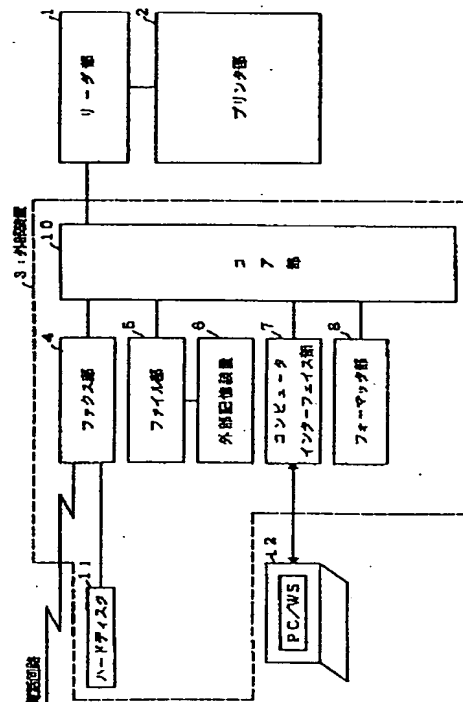 1
リーダ部
2
プリンタ部
3：外部装置
10
コア部
4
ファックス部
5
ファイル部
6
外部記憶装置
7
コンピュータ
インターフェイス部
8
フォーマッタ部
11
ハードディスク
電話回路
12
PC/WS